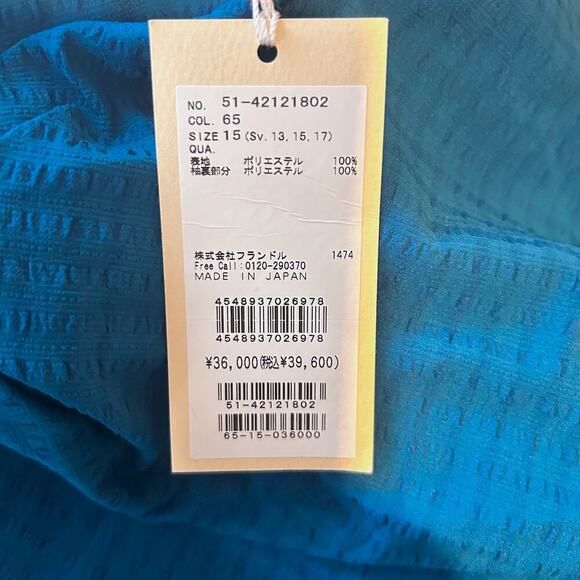 NO. 51-42121802
COL. 65
SIZE 15 (Sv. 13, 15, 17)
QUA.
表地 ポリエステル 100%
袖裏部分 ポリエステル 100%
株式会社フランドル 1474
Free Call:0120-290370
MADE IN JAPAN
4548937026978
4548937026978
¥36,000(税込¥39,600)
51-42121802
65-15-036000